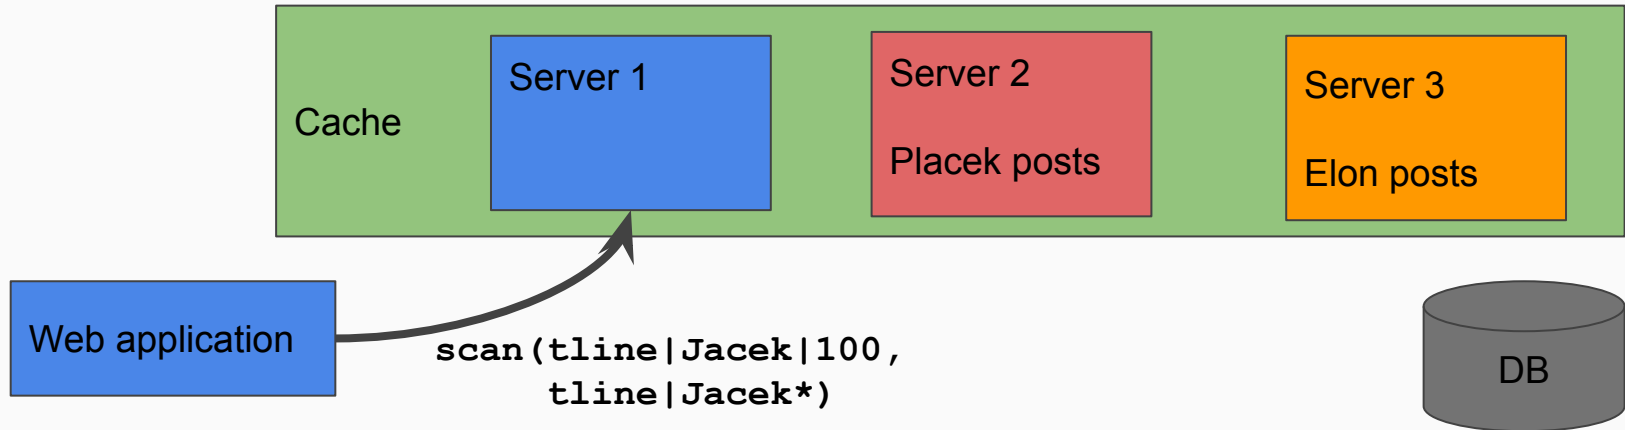 Cache
Server 1
Server 2
Placek posts
Server 3
Elon posts
Web application
scan(tline|Jacek|100,
tline|Jacek*)
DB